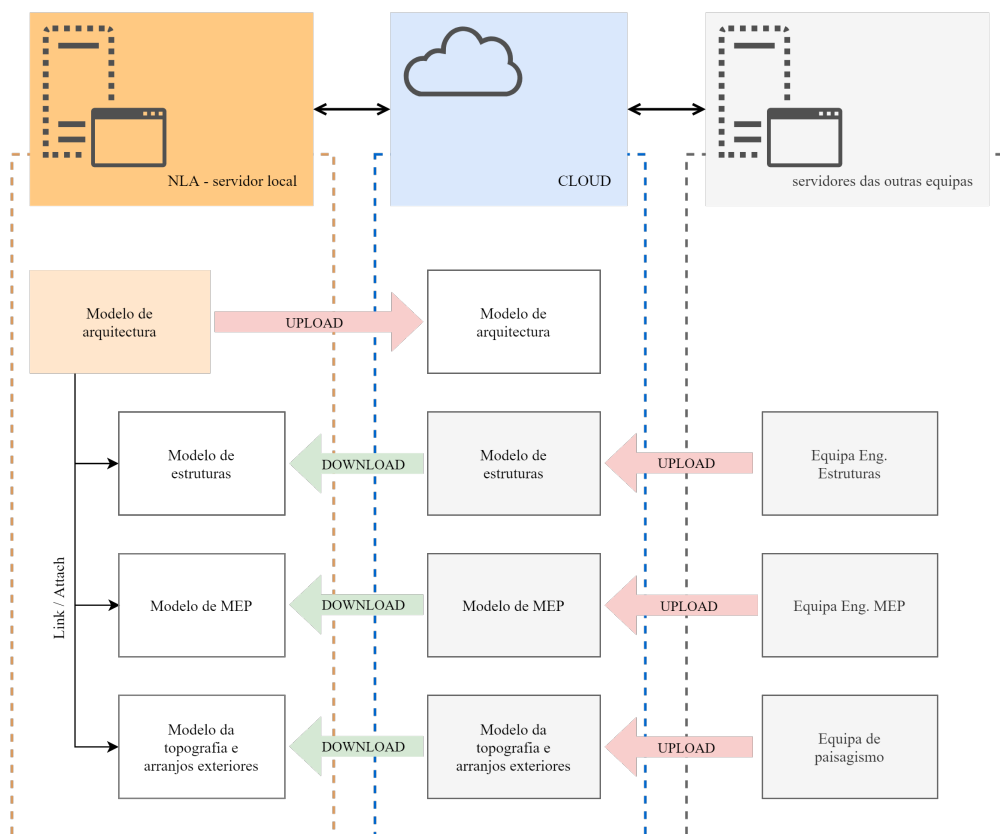 NLA - servidor local
CLOUD
servidores das outras equipas
Modelo de
arquitectura
UPLOAD
Modelo de
arquitectura
Modelo de
estruturas
DOWNLOAD
Modelo de
estruturas
UPLOAD
Equipa Eng.
Estruturas
Link / Attach
Modelo de MEP
DOWNLOAD
Modelo de MEP
UPLOAD
Equipa Eng. MEP
Modelo da
topografia e
arranjos exteriores
DOWNLOAD
Modelo da
topografia e
arranjos exteriores
UPLOAD
Equipa de
paisagismo